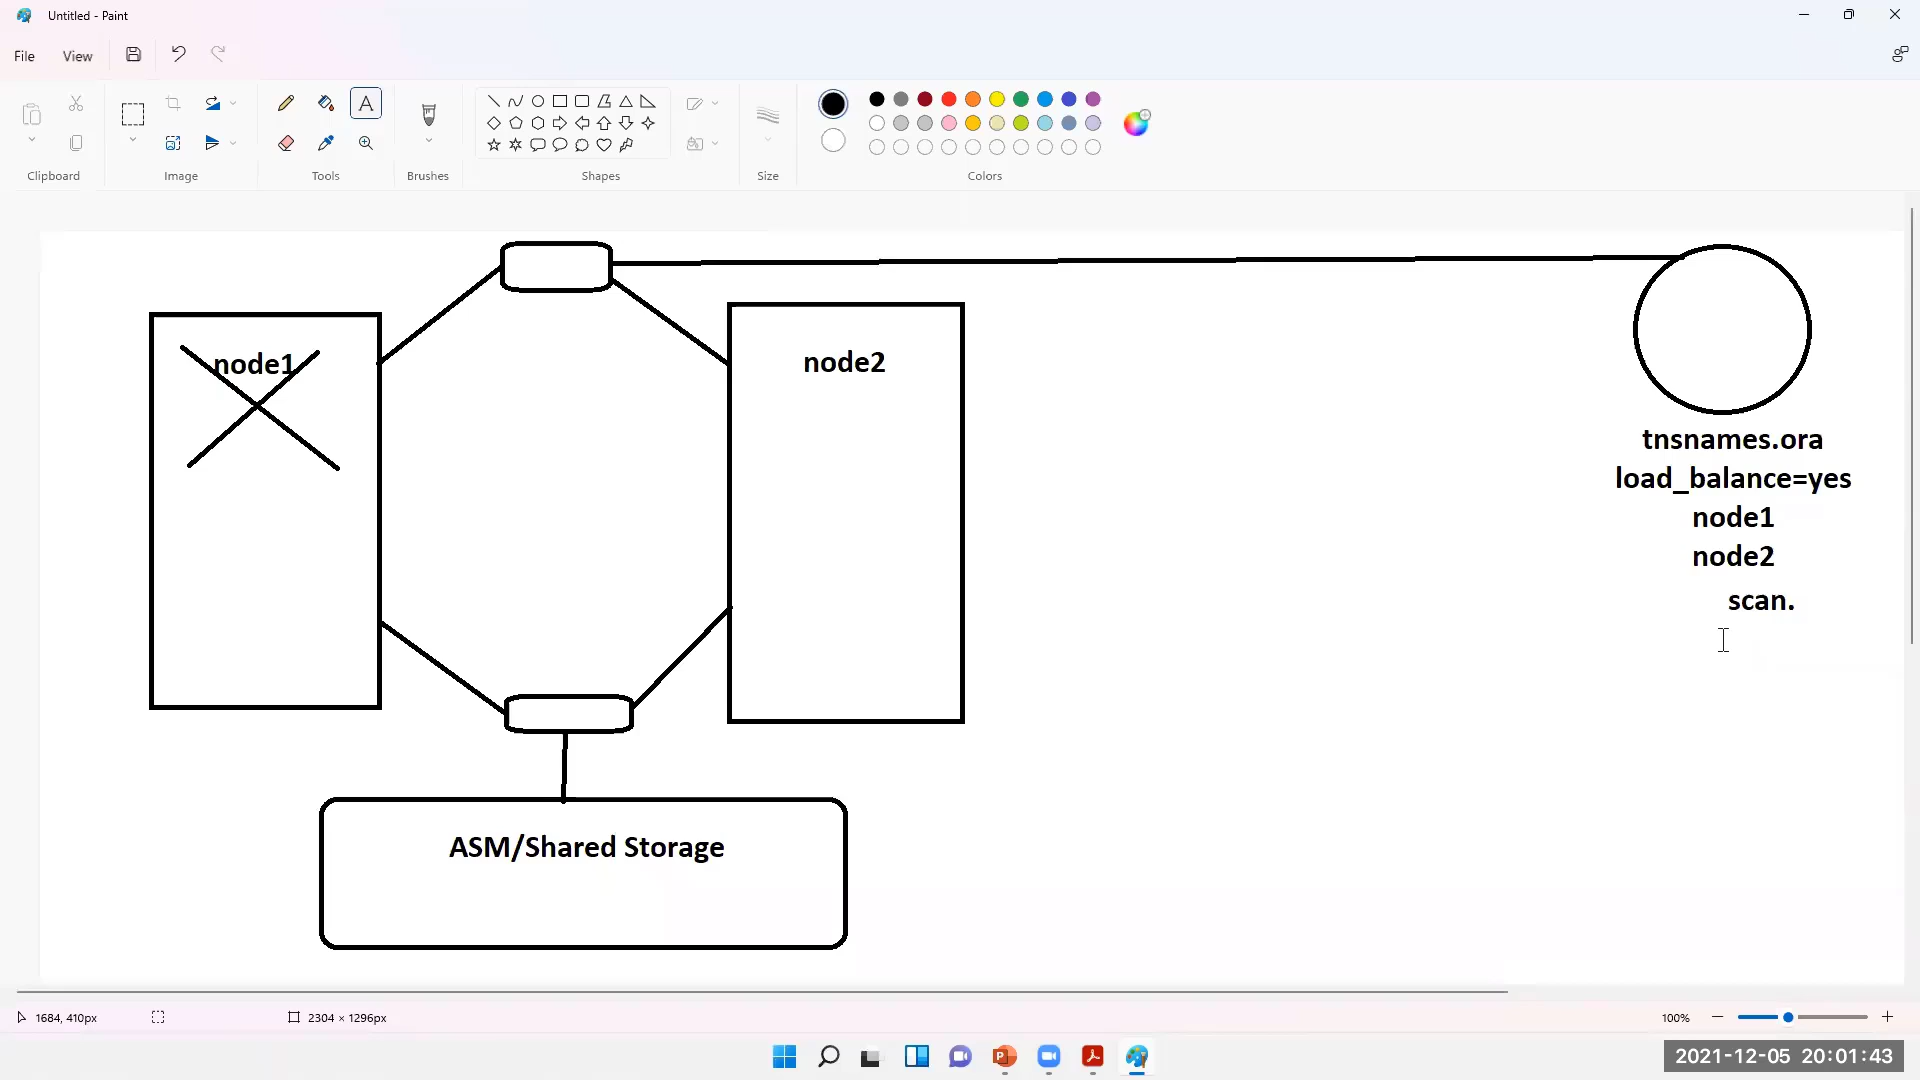 Untitled - Paint
File
View
Clipboard
Image
Tools
Brushes
Shapes
Size
Colors
node1
node2
tnsnames.ora
load_balance=yes
node1
node2
scan.
ASM/Shared Storage
1684, 410px
2304 × 1296px
100%
2021-12-05 20:01:43